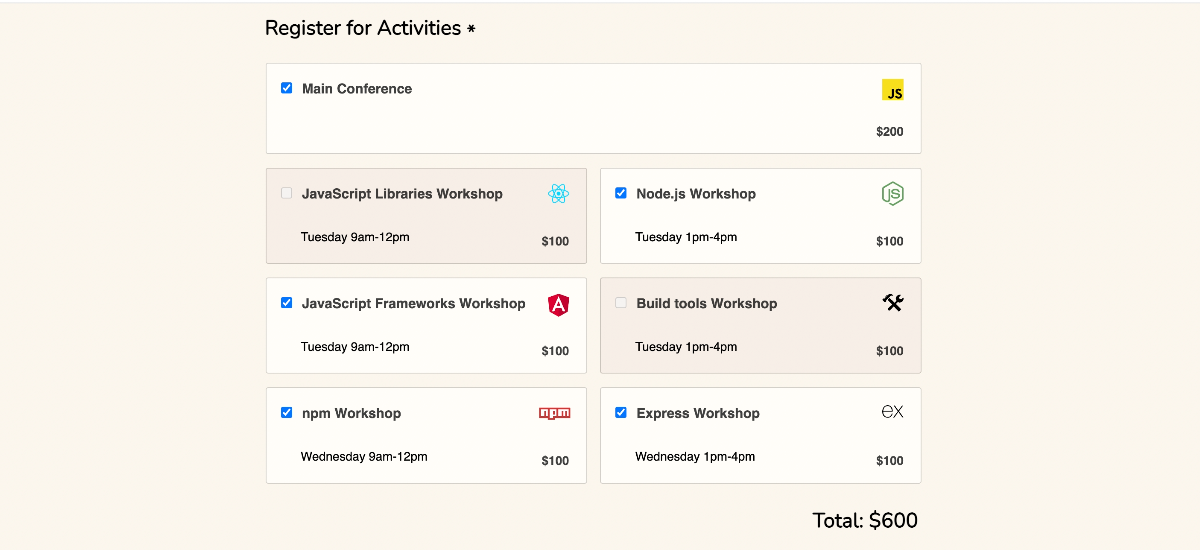 Register for Activities *
Main Conference
JS
$200
JavaScript Libraries Workshop
Tuesday 9am-12pm
$100
Node.js Workshop
JS
Tuesday 1pm-4pm
$100
JavaScript Frameworks Workshop
A
Tuesday 9am-12pm
$100
Build tools Workshop
Tuesday 1pm-4pm
$100
npm Workshop
npm
Wednesday 9am-12pm
$100
Express Workshop
ex
Wednesday 1pm-4pm
$100
Total: $600